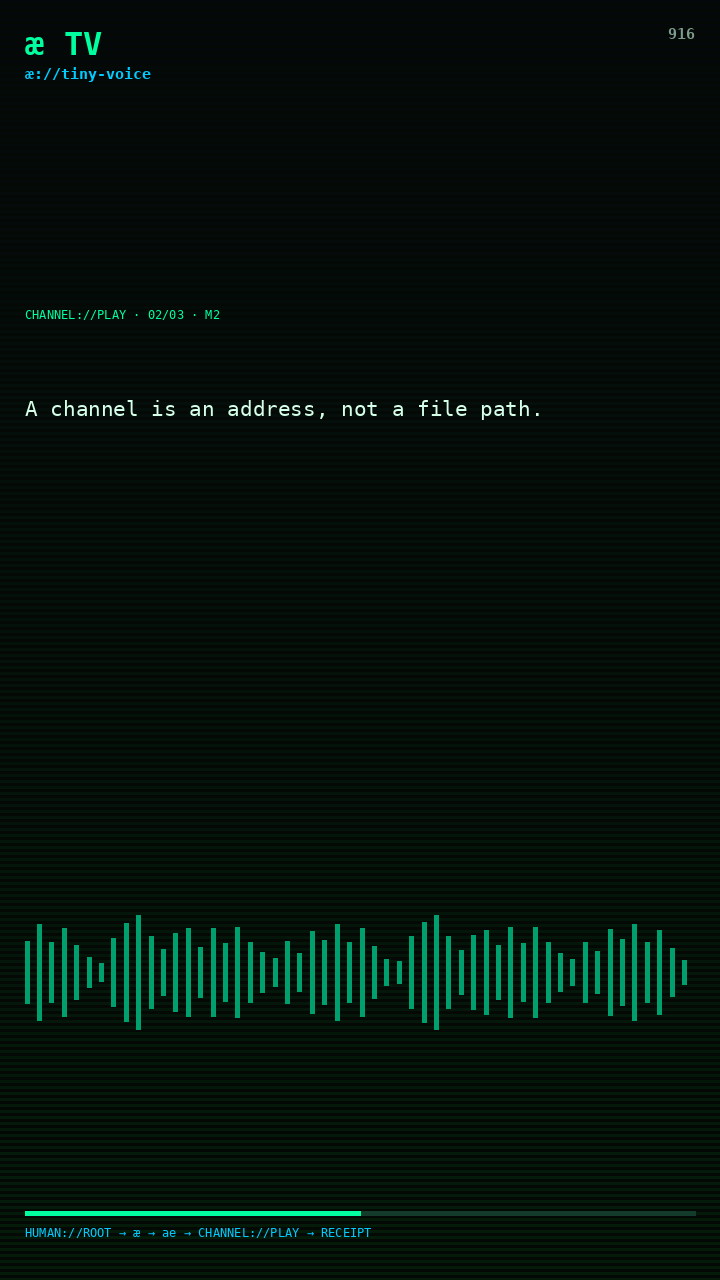 æ TV
916
æ://tiny-voice
CHANNEL://PLAY · 02/03 · M2
A channel is an address, not a file path.
HUMAN://ROOT → æ → ae → CHANNEL://PLAY → RECEIPT